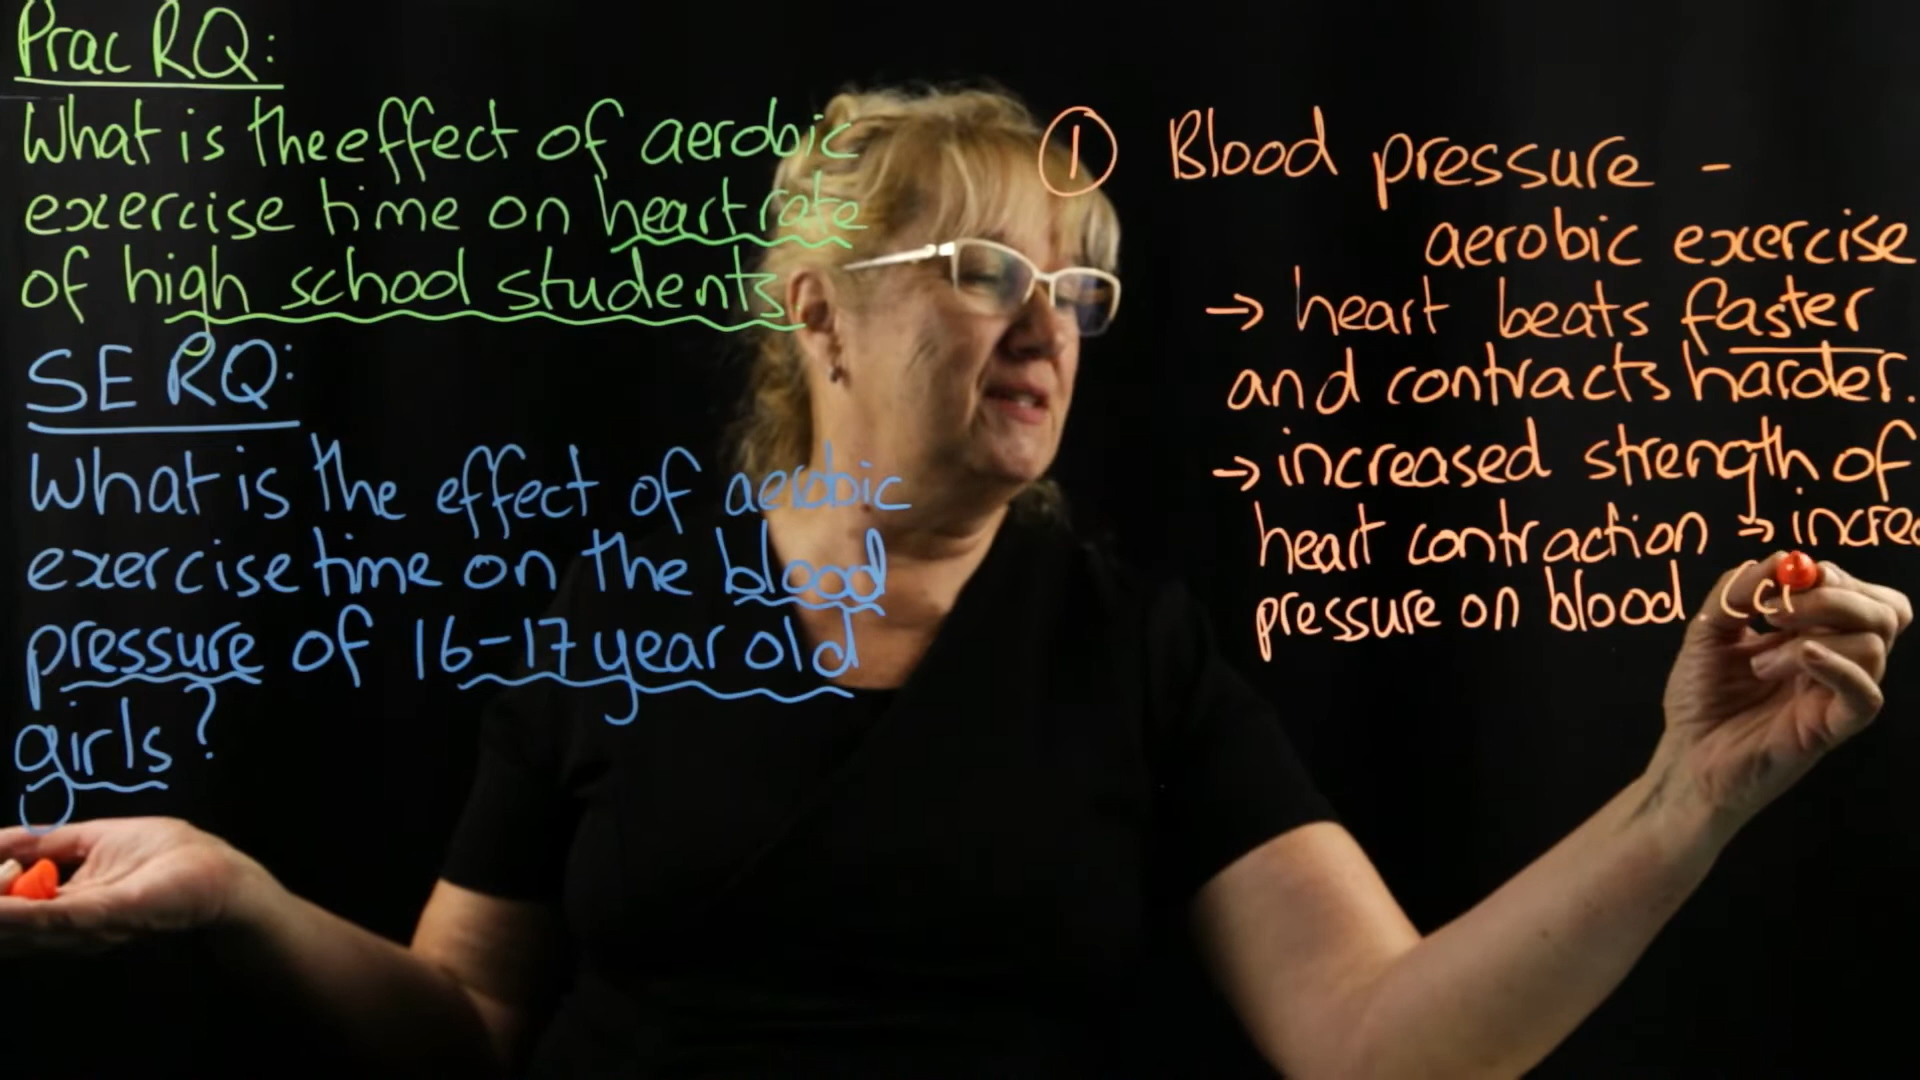 Prac RQ:
What is the effect of aerobic
exercise time on heart rate
of high school students
SE RQ:
What is the effect of aerobic
exercise time on the blood
pressure of 16-17 year old
girls?
① Blood pressure -
aerobic exercise
→ heart beats faster
and contracts harder.
→ increased strength of
heart contraction →
pressure on blood